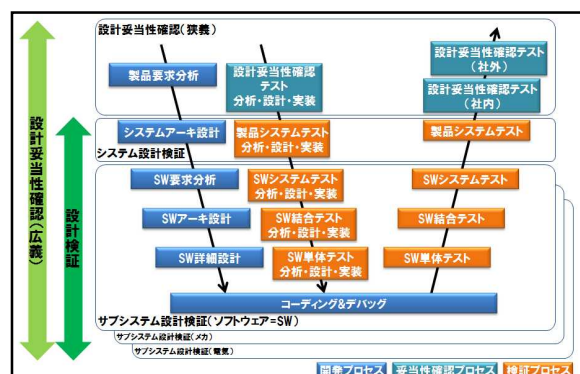 設計妥当性確認(狭義)
設計妥当性確認テスト
(社外)
製品要求分析
設計妥当性確認
テスト
分析・設計・実装
設計妥当性確認テスト
(社内)
システムアーキ設計
製品システムテスト
分析・設計・実装
製品システムテスト
システム設計検証
SW要求分析
SWシステムテスト
分析・設計・実装
SWシステムテスト
SWアーキ設計
SW結合テスト
分析・設計・実装
SW結合テスト
SW詳細設計
SW単体テスト
分析・設計・実装
SW単体テスト
コーディング&デバッグ
サブシステム設計検証(ソフトウェア=SW)
サブシステム設計検証(メカ)
サブシステム設計検証(電気)
設計妥当性確認(広義)
設計検証
開発プロセス
妥当性確認プロセス
検証プロセス